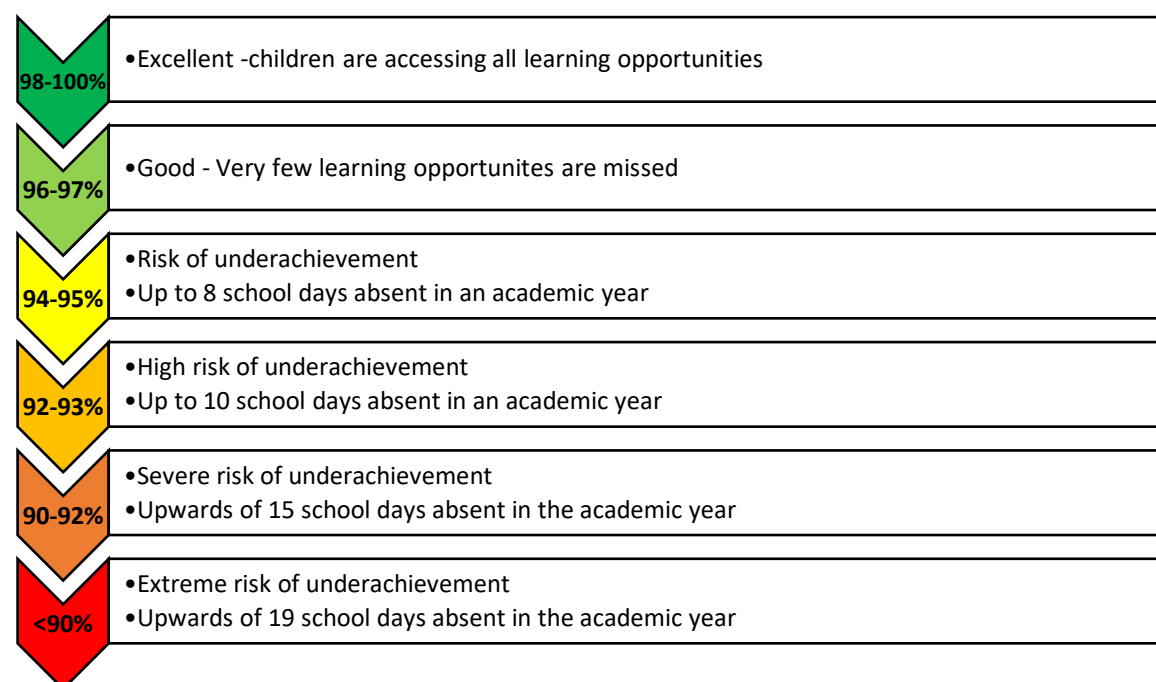 98-100%
•Excellent -children are accessing all learning opportunities
96-97%
•Good - Very few learning opportunites are missed
94-95%
•Risk of underachievement
•Up to 8 school days absent in an academic year
92-93%
•High risk of underachievement
•Up to 10 school days absent in an academic year
90-92%
•Severe risk of underachievement
•Upwards of 15 school days absent in the academic year
<90%
•Extreme risk of underachievement
•Upwards of 19 school days absent in the academic year